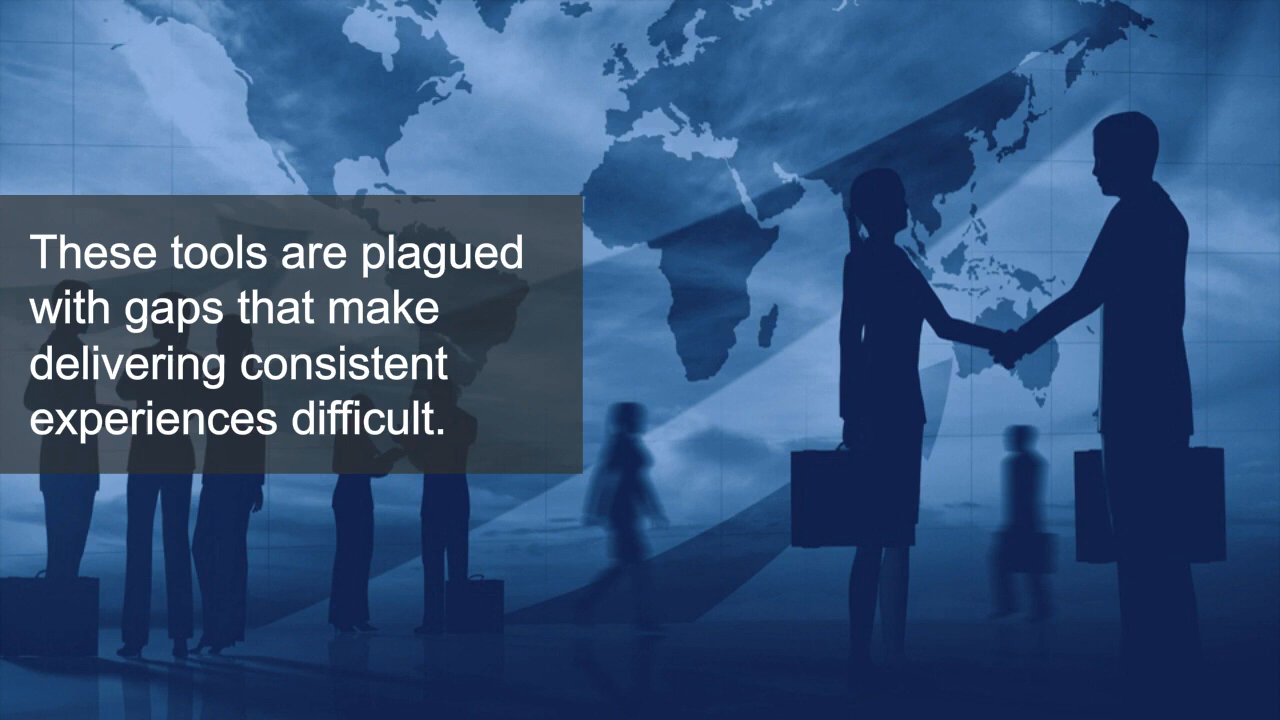 These tools are plagued
with gaps that make
delivering consistent
experiences difficult.